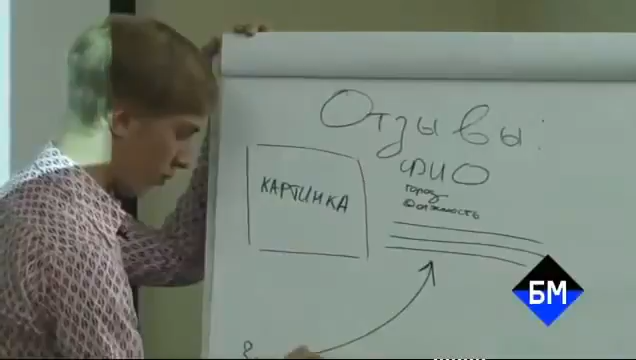 Отзывы:
КАРТИНКА
ФИО
город
должность
БМ